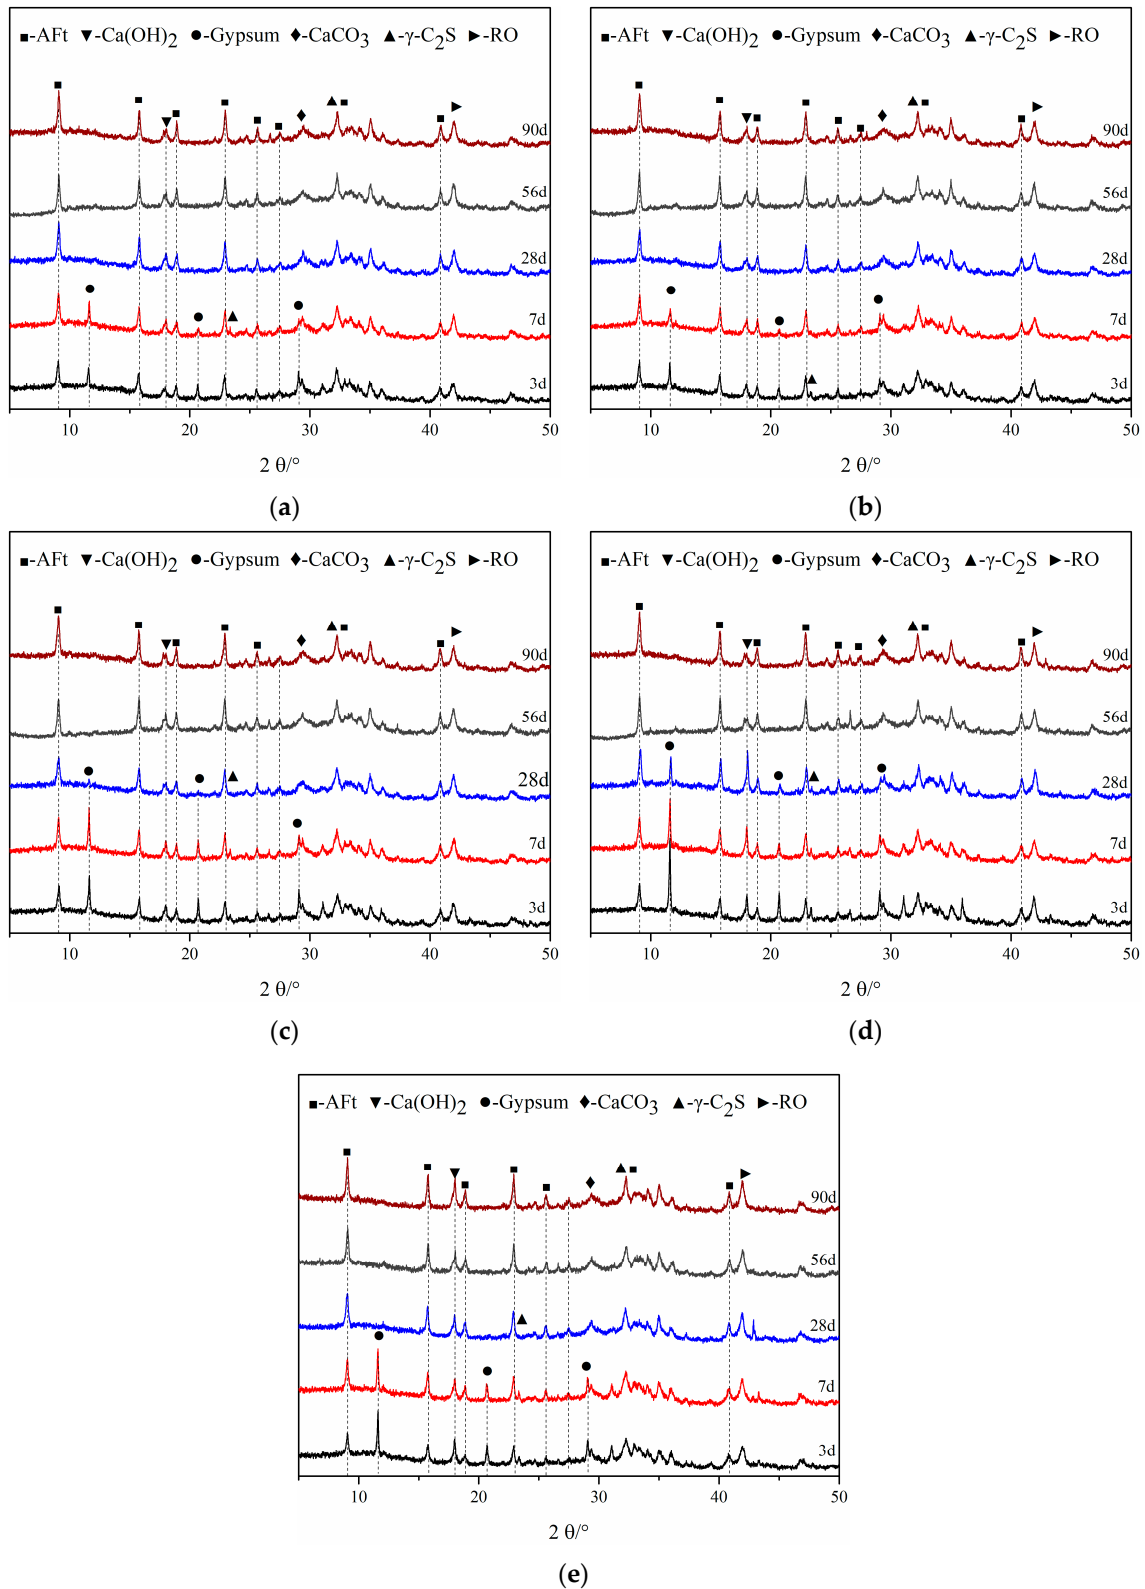 ■-AFt ▼-Ca(OH)2 ●-Gypsum ♦-CaCO3 ▲-γ-C2S ►-RO
90d
56d
28d
7d
3d
10 20 30 40 50
2 θ/°
(a)
■-AFt ▼-Ca(OH)2 ●-Gypsum ♦-CaCO3 ▲-γ-C2S ►-RO
90d
56d
28d
7d
3d
10 20 30 40 50
2 θ/°
(b)
■-AFt ▼-Ca(OH)2 ●-Gypsum ♦-CaCO3 ▲-γ-C2S ►-RO
90d
56d
28d
7d
3d
10 20 30 40 50
2 θ/°
(c)
■-AFt ▼-Ca(OH)2 ●-Gypsum ♦-CaCO3 ▲-γ-C2S ►-RO
90d
56d
28d
7d
3d
10 20 30 40 50
2 θ/°
(d)
■-AFt ▼-Ca(OH)2 ●-Gypsum ♦-CaCO3 ▲-γ-C2S ►-RO
90d
56d
28d
7d
3d
10 20 30 40 50
2 θ/°
(e)